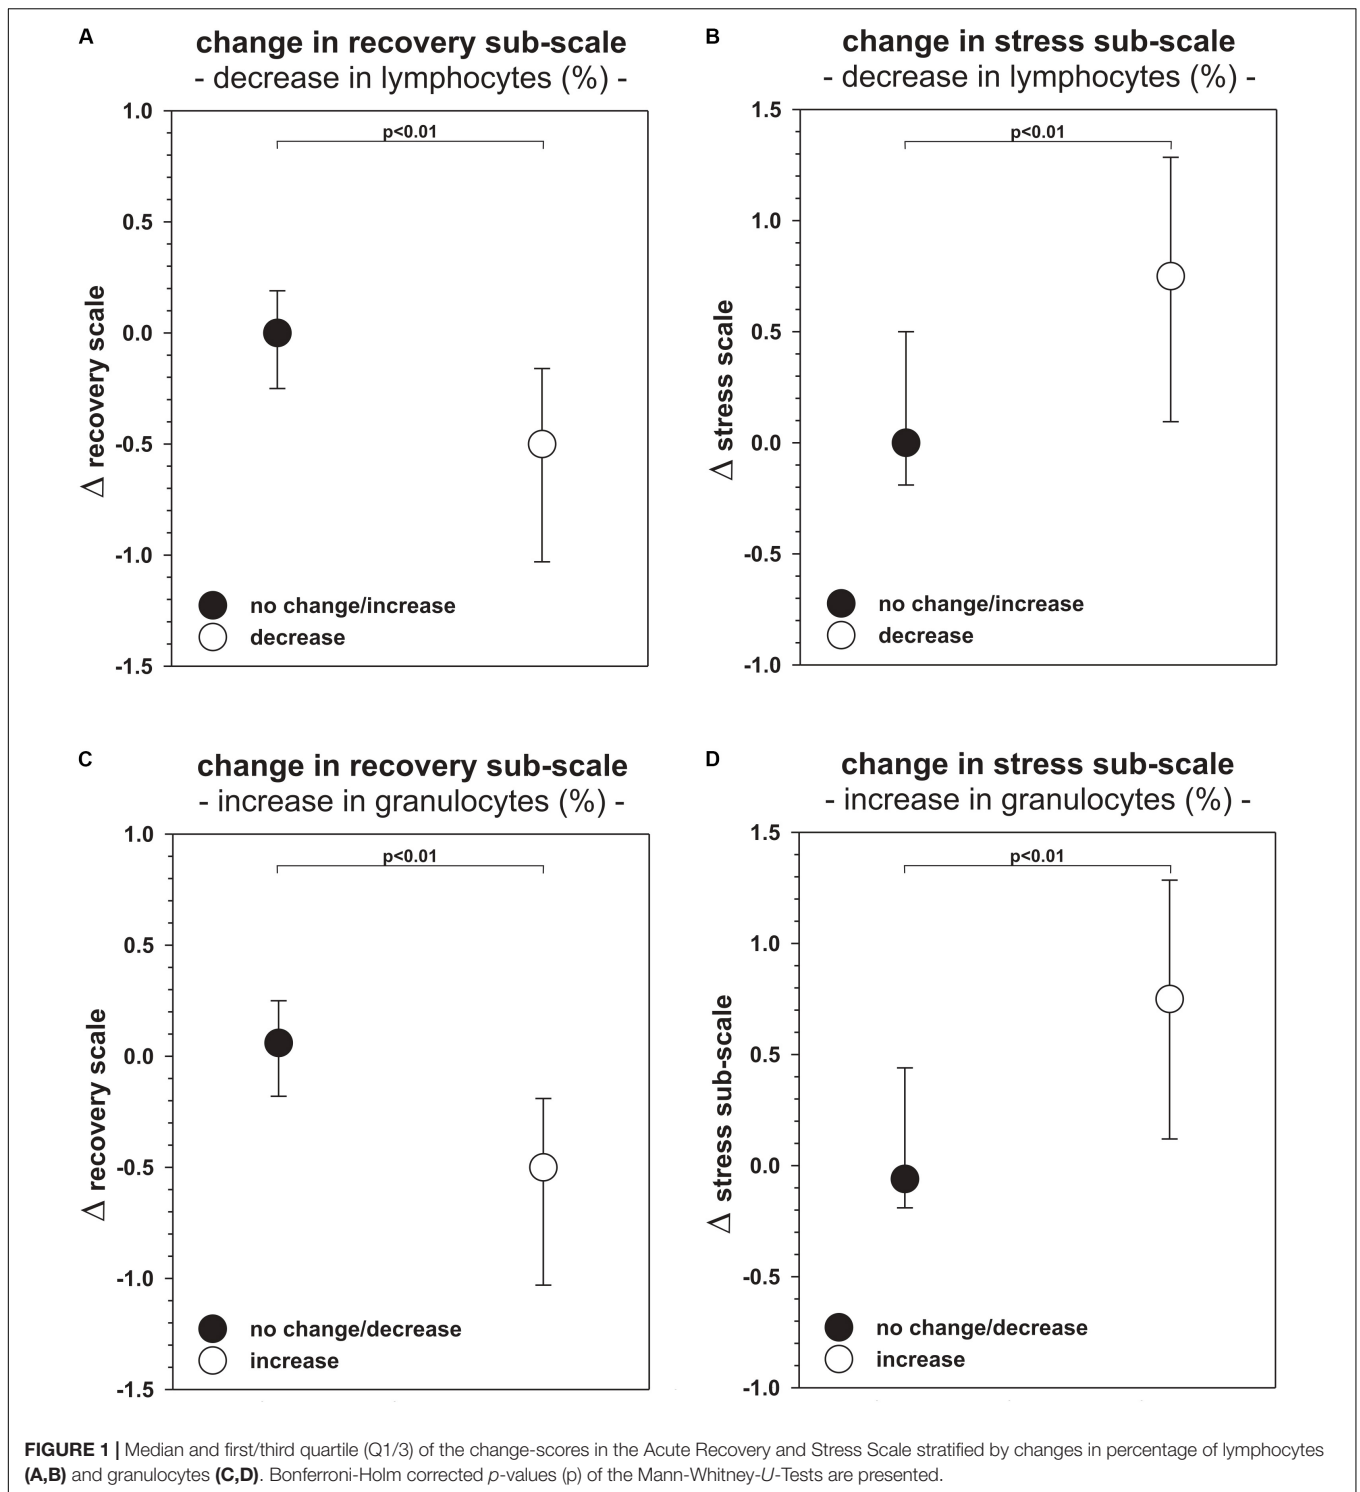 A
change in recovery sub-scale
- decrease in lymphocytes (%) -
1.0
0.5
0.0
-0.5
-1.0
-1.5
Δ recovery scale
p<0.01
no change/increase
decrease
B
change in stress sub-scale
- decrease in lymphocytes (%) -
1.5
1.0
0.5
0.0
-0.5
-1.0
Δ stress scale
p<0.01
no change/increase
decrease
C
change in recovery sub-scale
- increase in granulocytes (%) -
1.0
0.5
0.0
-0.5
-1.0
-1.5
Δ recovery scale
p<0.01
no change/decrease
increase
D
change in stress sub-scale
- increase in granulocytes (%) -
1.5
1.0
0.5
0.0
-0.5
-1.0
Δ stress sub-scale
p<0.01
no change/decrease
increase
FIGURE 1 | Median and first/third quartile (Q1/3) of the change-scores in the Acute Recovery and Stress Scale stratified by changes in percentage of lymphocytes
(A,B) and granulocytes (C,D). Bonferroni-Holm corrected p-values (p) of the Mann-Whitney-U-Tests are presented.